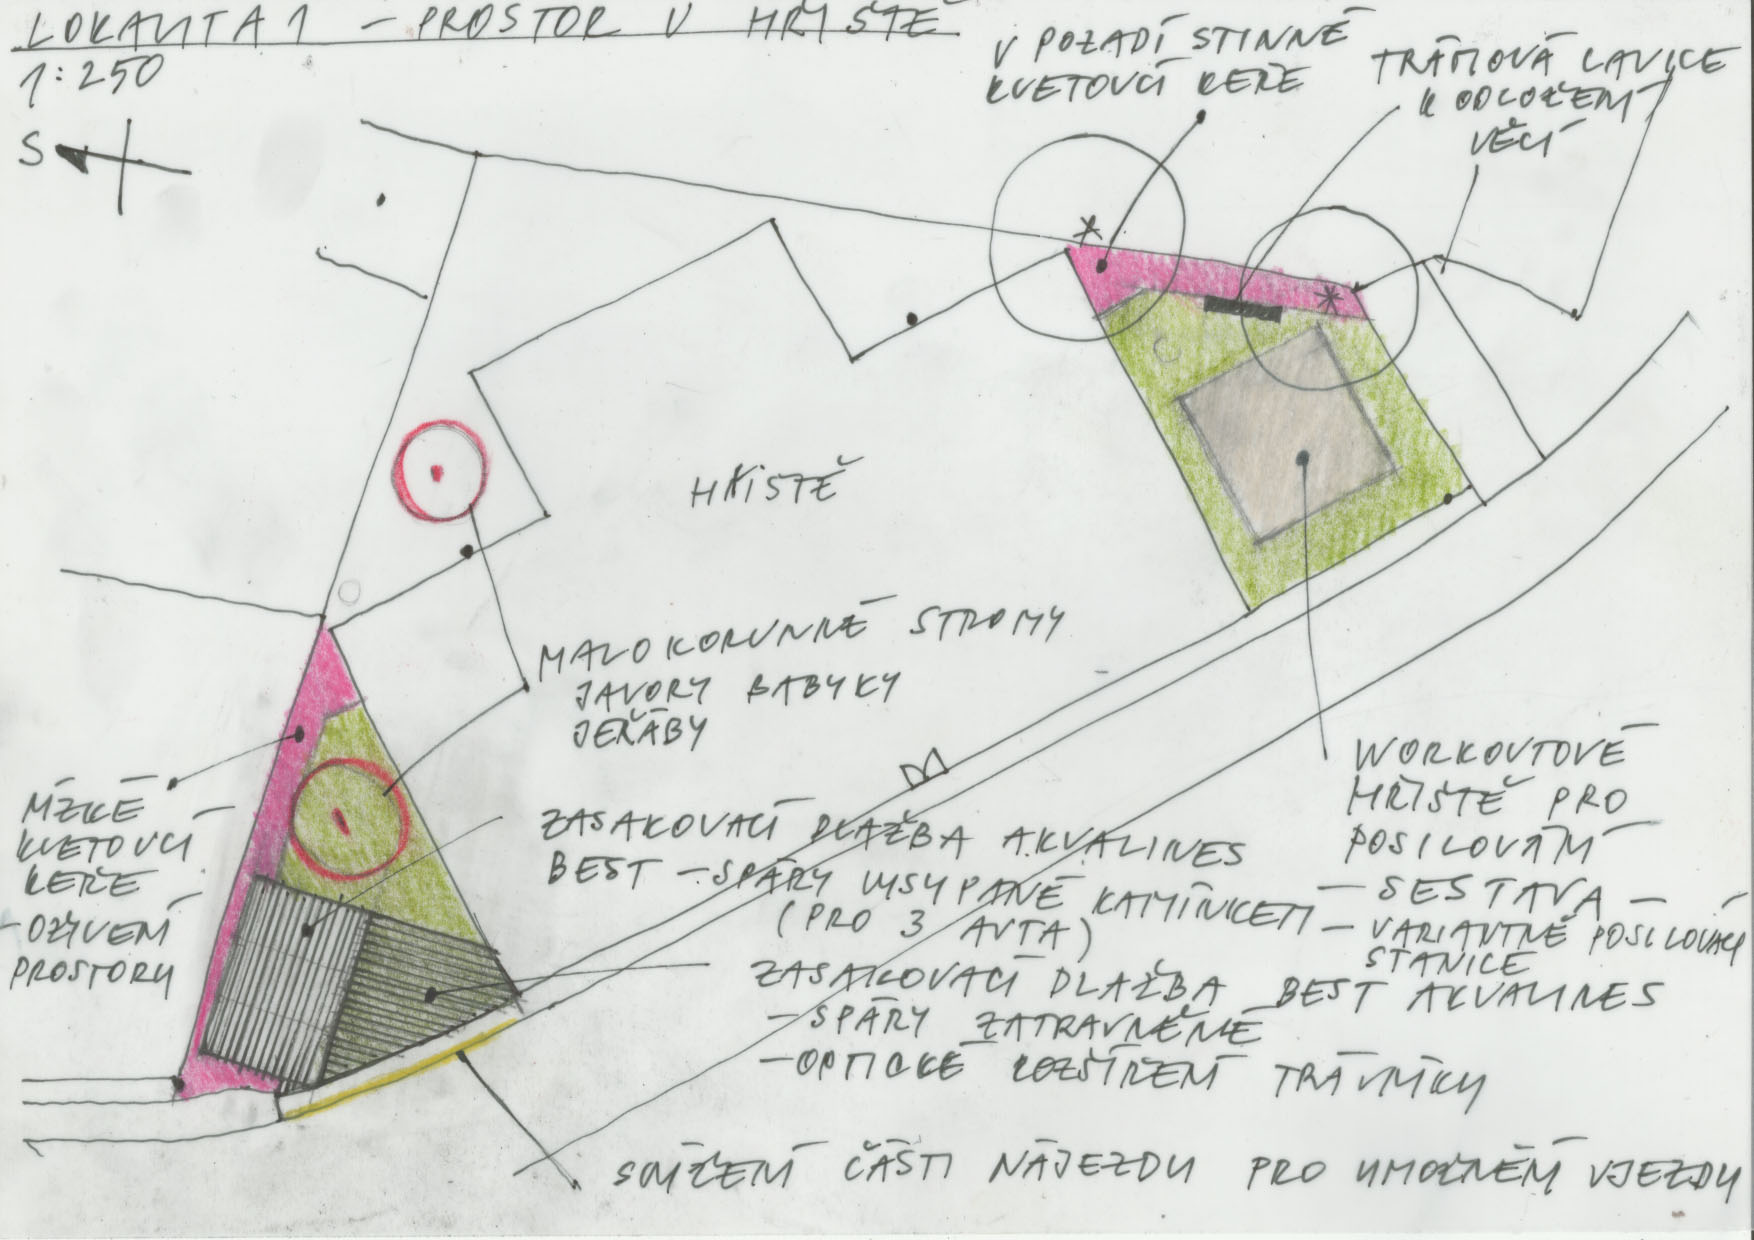 LOKALITA 1 - PROSTOR U HŘIŠTĚ
1:250
S
V POZADÍ STINNÉ
KVETOUCÍ KEŘE
TRÁMOVÁ LAVICE
K ODLOŽENÍ
VĚCÍ
HŘIŠTĚ
MALOKORUNNÉ STROMY
JAVORY BABYKY
JEŘÁBY
NÍZKÉ
KVETOUCÍ
KEŘE
- OŽIVENÍ
PROSTORU
ZASAKOVACÍ DLAŽBA AKVALINES
BEST - SPÁRY VYSYPANÉ KAMÍNKEM
(PRO 3 AUTA)
ZASAKOVACÍ DLAŽBA BEST AKVALINES
- SPÁRY ZATRAVNĚNÉ
- OPTICKÉ ROZŠÍŘENÍ TRÁVNÍKU
WORKOUTOVÉ
HŘIŠTĚ PRO
POSILOVÁNÍ
- SESTAVA -
- VARIANTNĚ POSILOVACÍ
STANICE
SNÍŽENÍ ČÁSTI NÁJEZDU PRO UMOŽNĚNÍ VJEZDU